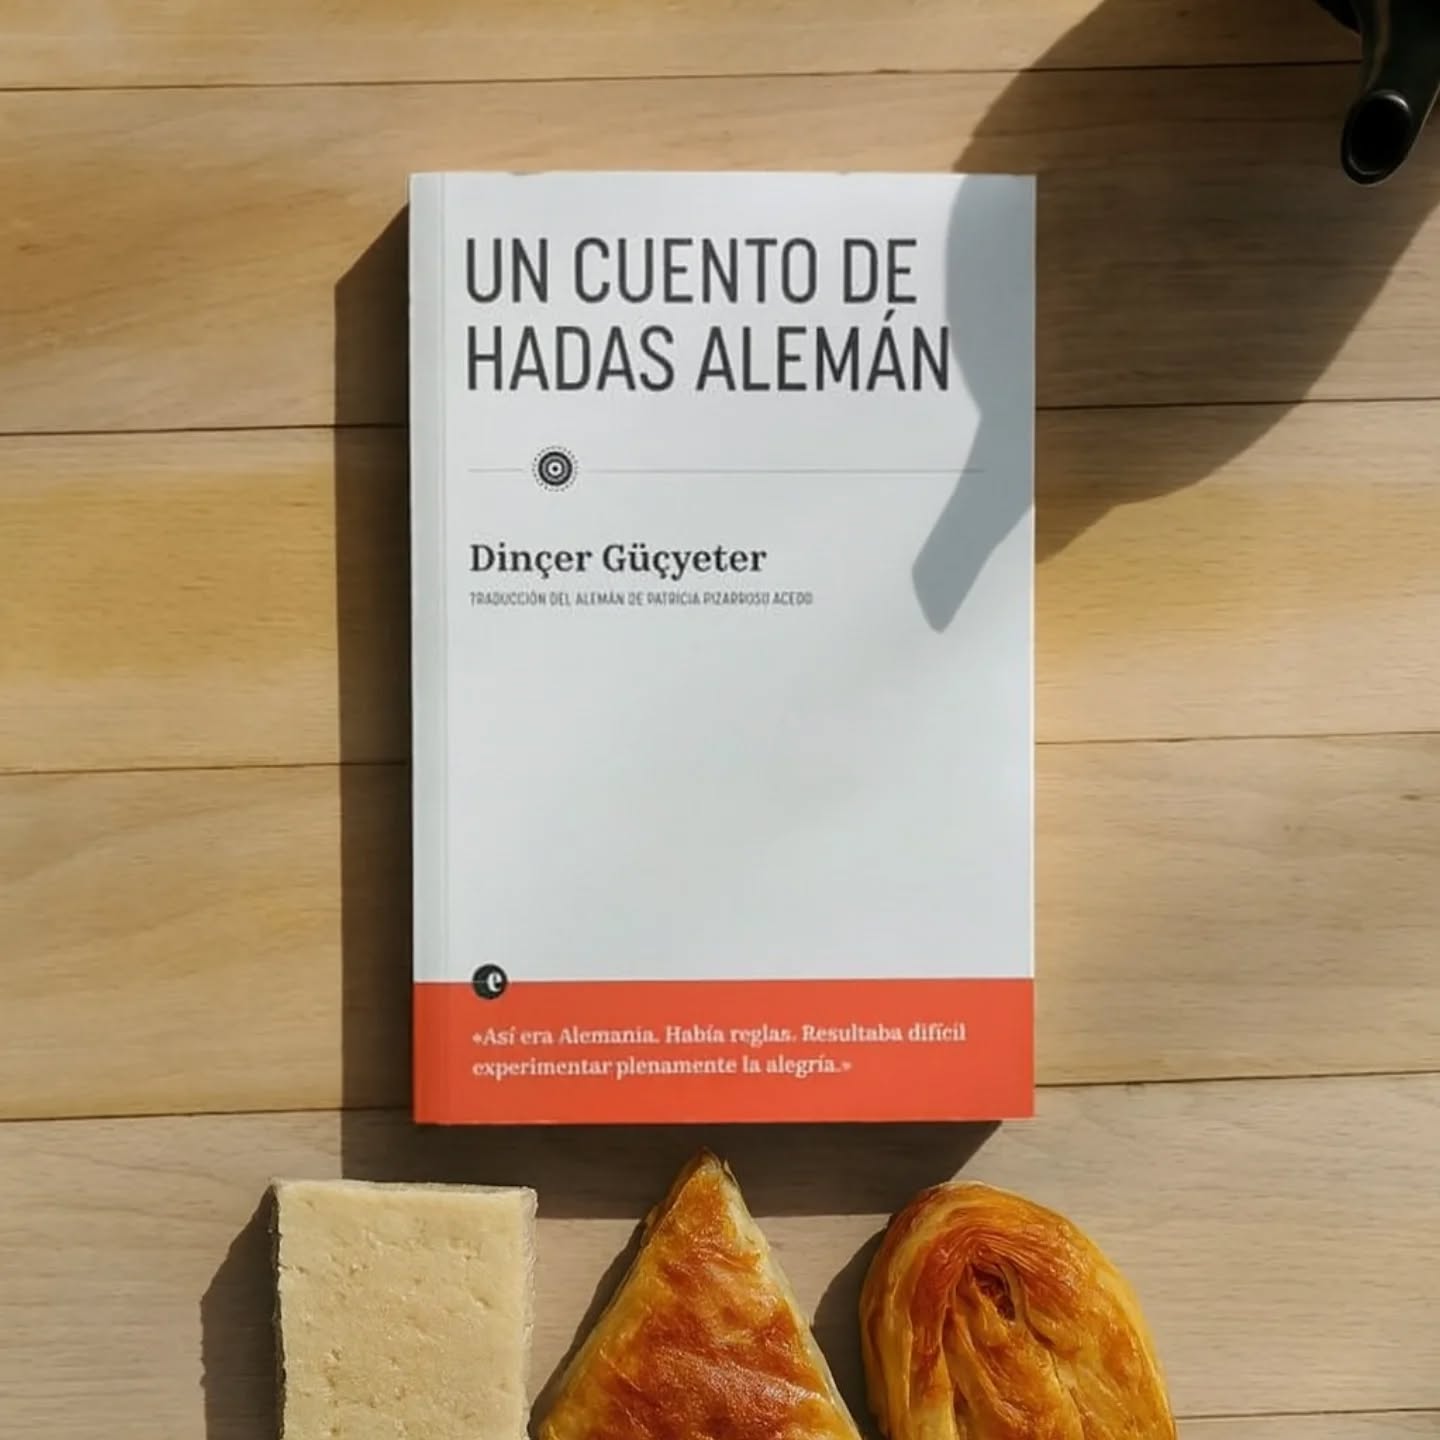 UN CUENTO DE
HADAS ALEMÁN
Dinçer Güçyeter
TRADUCCIÓN DEL ALEMÁN DE PATRICIA PIZARROSO ACEDO
e
«Así era Alemania. Había reglas. Resultaba difícil
experimentar plenamente la alegría.»